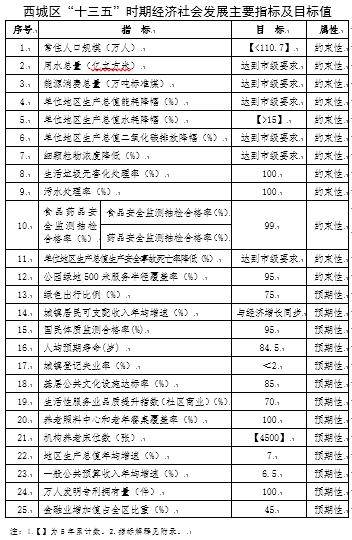 西城区“十三五”时期经济社会发展主要指标及目标值
序号 指 标 目 标 属性
1. 常住人口规模（万人） 【<110.7】 约束性
2. 用水总量（亿立方米） 达到市级要求 约束性
3. 能源消费总量（万吨标准煤） 达到市级要求 约束性
4. 单位地区生产总值能耗降幅（%） 达到市级要求 约束性
5. 单位地区生产总值水耗降幅（%） 【>15】 约束性
6. 单位地区生产总值二氧化碳排放降幅（%） 达到市级要求 约束性
7. 细颗粒物浓度降低（%） 达到市级要求 约束性
8. 生活垃圾无害化处理率（%） 100 约束性
9. 污水处理率（%） 100 约束性
10. 食品药品安全监测抽检合格率（%） 食品安全监测抽检合格率(%) 药品安全监测抽检合格率(%) 99 约束性
11. 单位地区生产总值生产安全事故死亡率降低（%） 达到市级要求 约束性
12. 公园绿地500米服务半径覆盖率（%） 95 约束性
13. 绿色出行比例（%） 75 预期性
14. 城镇居民可支配收入年均增速（%） 与经济增长同步 预期性
15. 国民体质监测合格率(%) 95 预期性
16. 人均预期寿命(岁) 84.5 预期性
17. 城镇登记失业率（%） <2 预期性
18. 基层公共文化设施达标率（%） 85 预期性
19. 生活性服务业品质提升指数(社区商业)(%) 70 预期性
20. 养老照料中心和老年餐桌覆盖率（%） 100 预期性
21. 机构养老床位数（张） 【4500】 预期性
22. 地区生产总值年均增速（%） 7 预期性
23. 一般公共预算收入年均增速（%） 6.5 预期性
24. 万人发明专利拥有量（件） 100 预期性
25. 金融业增加值占全区比重（%） 45 预期性
注：1.【】为5年累计数。2.指标解释见附录。